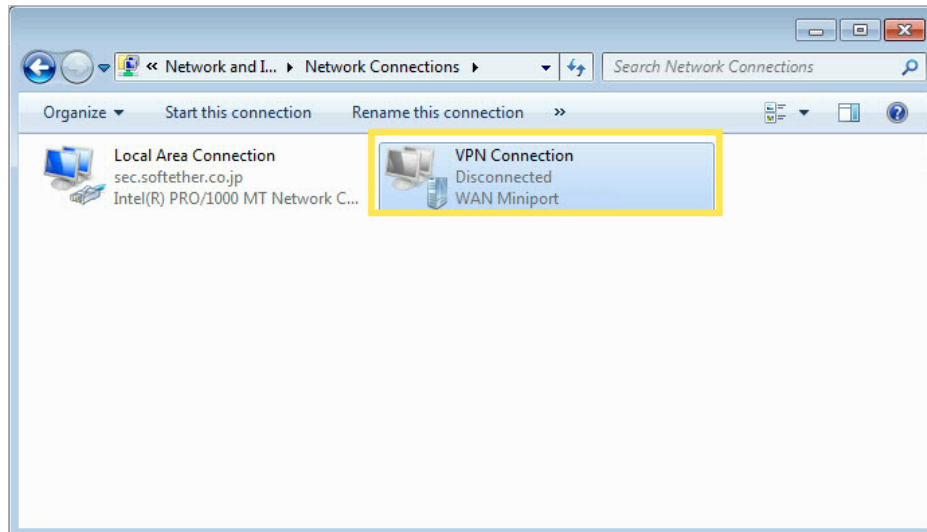 « Network and I... Network Connections Search Network Connections
Organize Start this connection Rename this connection »
Local Area Connection
sec.softether.co.jp
Intel(R) PRO/1000 MT Network C...
VPN Connection
Disconnected
WAN Miniport